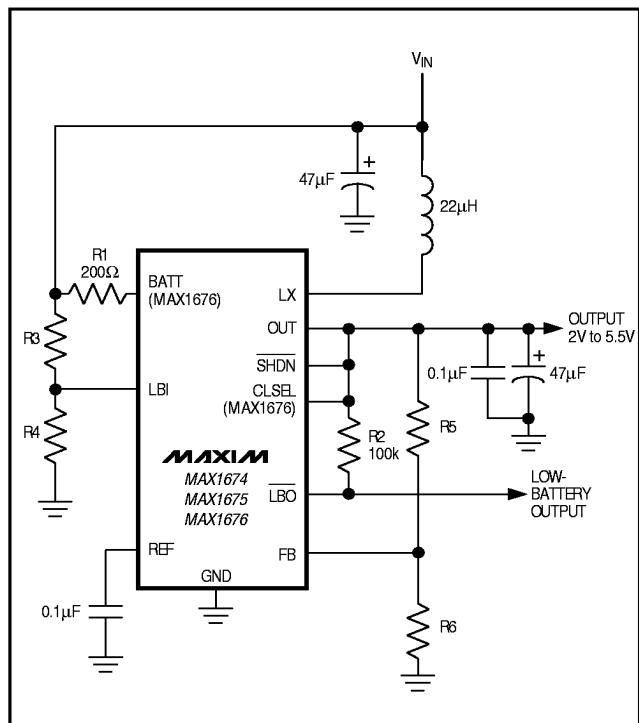 V_IN
47µF
+
22µH
R1
200Ω
BATT
(MAX1676)
LX
OUT
OUTPUT
2V to 5.5V
R3
SHDN
0.1µF
+
47µF
LBI
CLSEL
(MAX1676)
R5
R4
R2
100k
MAXIM
MAX1674
MAX1675
MAX1676
LBO
LOW-
BATTERY
OUTPUT
REF
FB
GND
0.1µF
R6